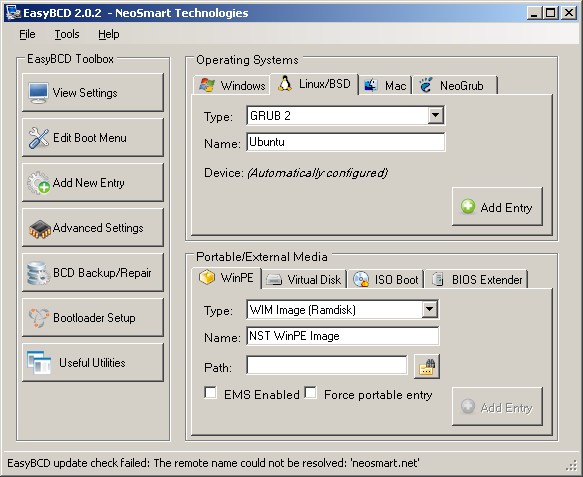 EasyBCD 2.0.2 - NeoSmart Technologies
File Tools Help
EasyBCD Toolbox
View Settings
Edit Boot Menu
Add New Entry
Advanced Settings
BCD Backup/Repair
Bootloader Setup
Useful Utilities
Operating Systems
Windows Linux/BSD Mac NeoGrub
Type: GRUB 2
Name: Ubuntu
Device: (Automatically configured)
Add Entry
Portable/External Media
WinPE Virtual Disk ISO Boot BIOS Extender
Type: WIM Image (Ramdisk)
Name: NST WinPE Image
Path:
EMS Enabled Force portable entry
Add Entry
EasyBCD update check failed: The remote name could not be resolved: 'neosmart.net'